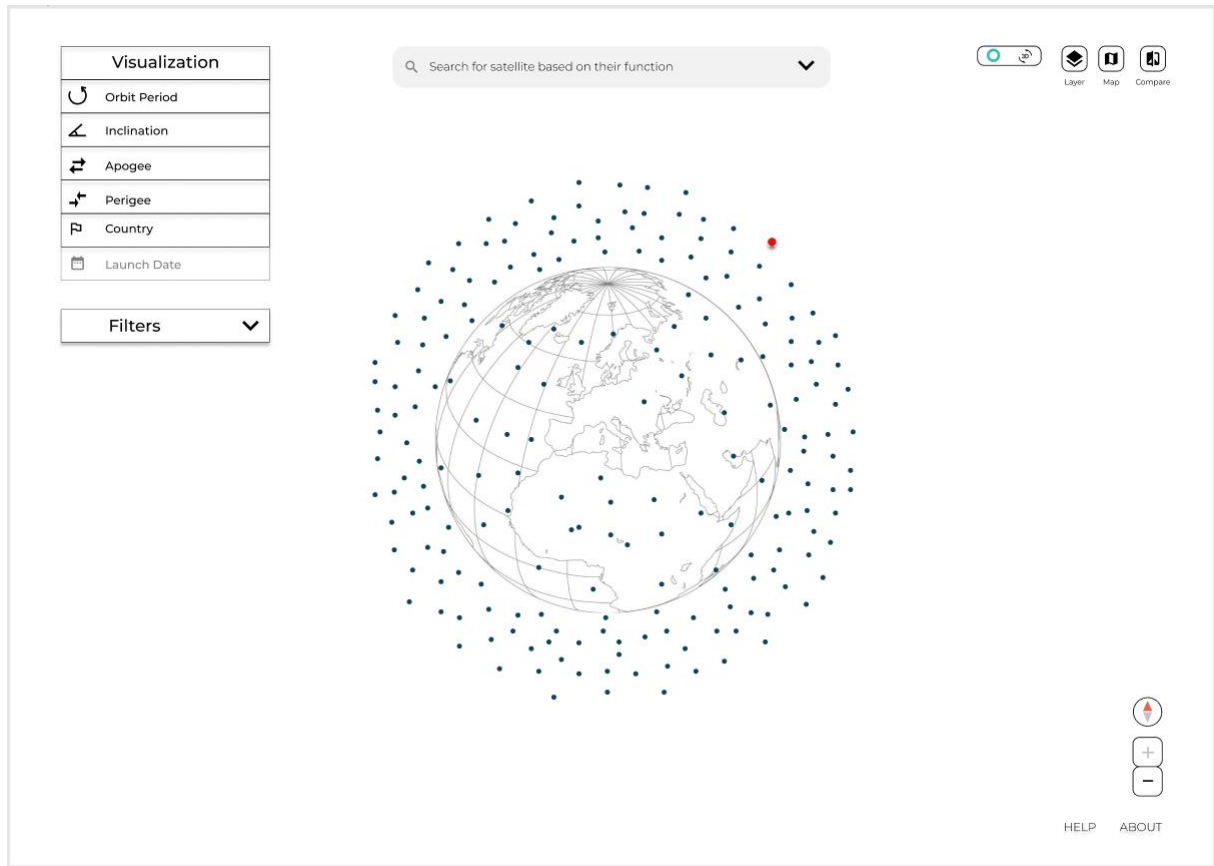 Visualization
Orbit Period
Inclination
Apogee
Perigee
Country
Launch Date
Filters
Search for satellite based on their function
3D
Layer
Map
Compare
HELP
ABOUT